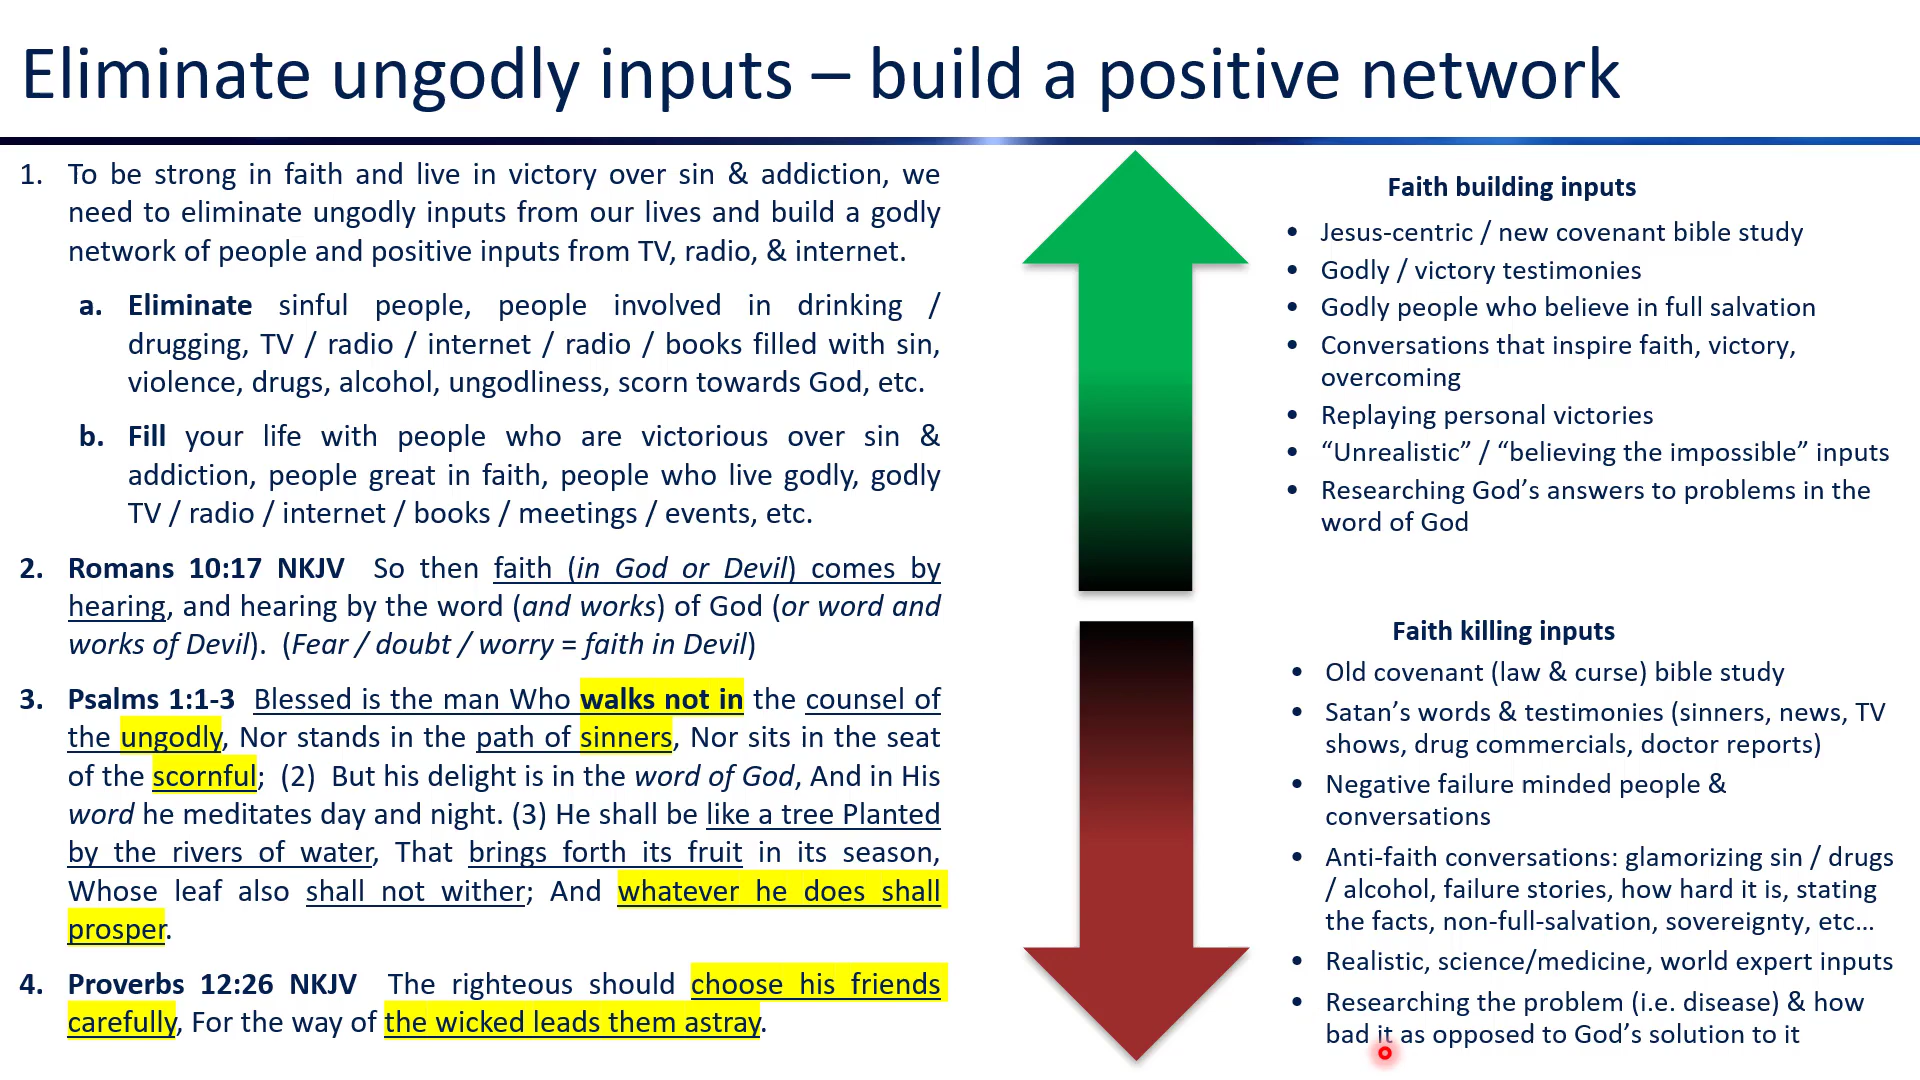 Eliminate ungodly inputs – build a positive network
1. To be strong in faith and live in victory over sin & addiction, we
need to eliminate ungodly inputs from our lives and build a godly
network of people and positive inputs from TV, radio, & internet.
a. Eliminate sinful people, people involved in drinking /
drugging, TV / radio / internet / radio / books filled with sin,
violence, drugs, alcohol, ungodliness, scorn towards God, etc.
b. Fill your life with people who are victorious over sin &
addiction, people great in faith, people who live godly, godly
TV / radio / internet / books / meetings / events, etc.
2. Romans 10:17 NKJV So then faith (in God or Devil) comes by
hearing, and hearing by the word (and works) of God (or word and
works of Devil). (Fear / doubt / worry = faith in Devil)
3. Psalms 1:1-3 Blessed is the man Who walks not in the counsel of
the ungodly, Nor stands in the path of sinners, Nor sits in the seat
of the scornful; (2) But his delight is in the word of God, And in His
word he meditates day and night. (3) He shall be like a tree Planted
by the rivers of water, That brings forth its fruit in its season,
Whose leaf also shall not wither; And whatever he does shall
prosper.
4. Proverbs 12:26 NKJV The righteous should choose his friends
carefully, For the way of the wicked leads them astray.
Faith building inputs
• Jesus-centric / new covenant bible study
• Godly / victory testimonies
• Godly people who believe in full salvation
• Conversations that inspire faith, victory,
overcoming
• Replaying personal victories
• “Unrealistic” / “believing the impossible” inputs
• Researching God’s answers to problems in the
word of God
Faith killing inputs
• Old covenant (law & curse) bible study
• Satan’s words & testimonies (sinners, news, TV
shows, drug commercials, doctor reports)
• Negative failure minded people &
conversations
• Anti-faith conversations: glamorizing sin / drugs
/ alcohol, failure stories, how hard it is, stating
the facts, non-full-salvation, sovereignty, etc…
• Realistic, science/medicine, world expert inputs
• Researching the problem (i.e. disease) & how
bad it as opposed to God’s solution to it